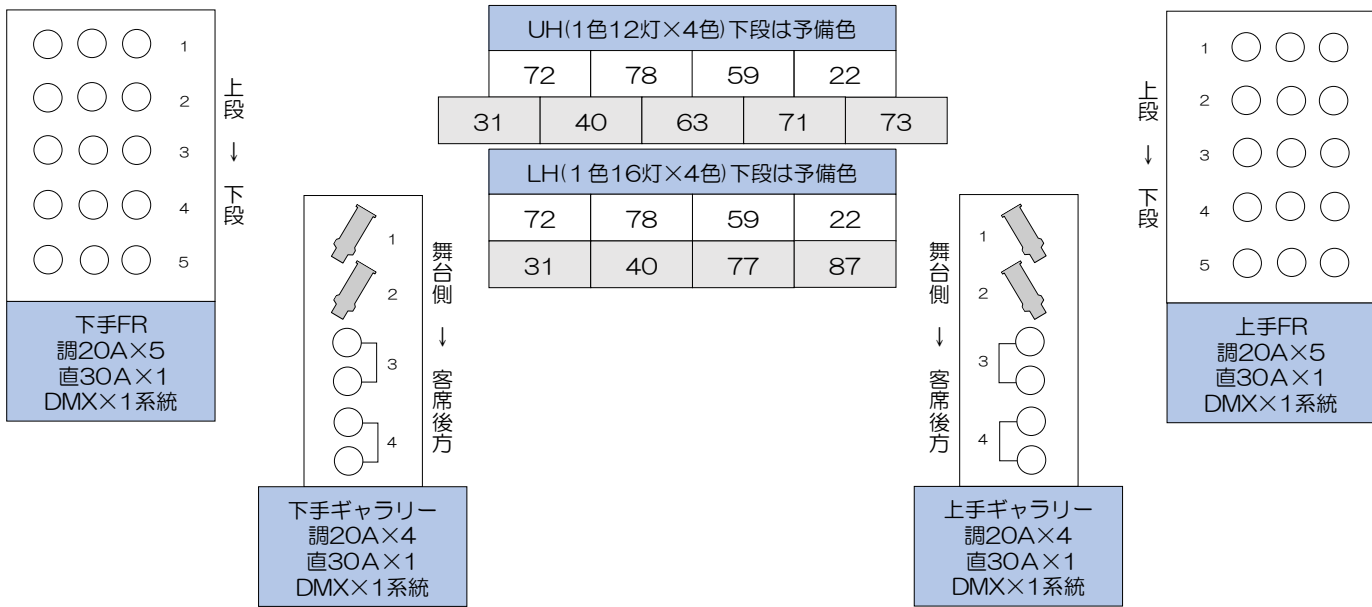 1
2
3
4
5
上段 → 下段
下手FR
調20A×5
直30A×1
DMX×1系統
1
2
3
4
舞台側 → 客席後方
下手ギャラリー
調20A×4
直30A×1
DMX×1系統
UH(1色12灯×4色)下段は予備色
72 78 59 22
31 40 63 71 73
LH(1色16灯×4色)下段は予備色
72 78 59 22
31 40 77 87
1
2
3
4
舞台側 → 客席後方
上手ギャラリー
調20A×4
直30A×1
DMX×1系統
1
2
3
4
5
上段 → 下段
上手FR
調20A×5
直30A×1
DMX×1系統